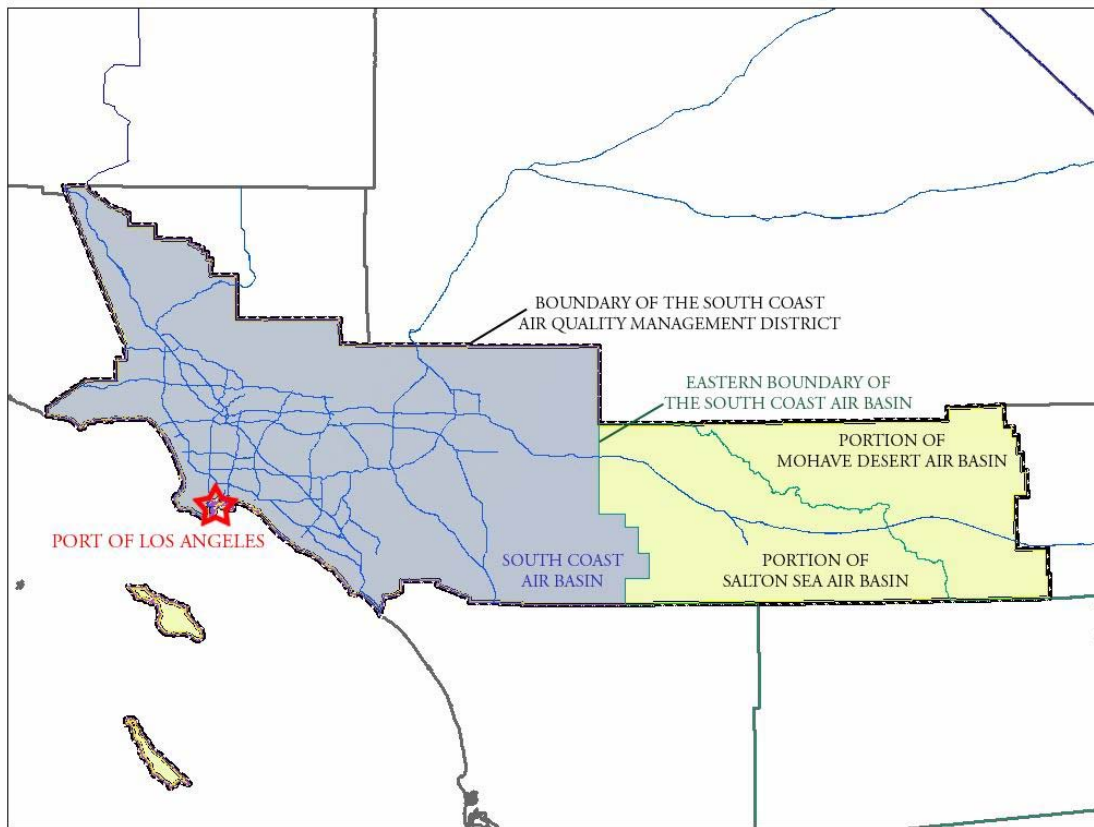 BOUNDARY OF THE SOUTH COAST
AIR QUALITY MANAGEMENT DISTRICT
EASTERN BOUNDARY OF
THE SOUTH COAST AIR BASIN
PORTION OF
MOHAVE DESERT AIR BASIN
PORT OF LOS ANGELES
SOUTH COAST
AIR BASIN
PORTION OF
SALTON SEA AIR BASIN